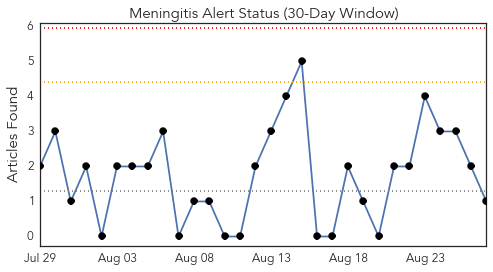 Meningitis Alert Status (30-Day Window)
Articles Found
6
5
4
3
2
1
0
Jul 29 Aug 03 Aug 08 Aug 13 Aug 18 Aug 23